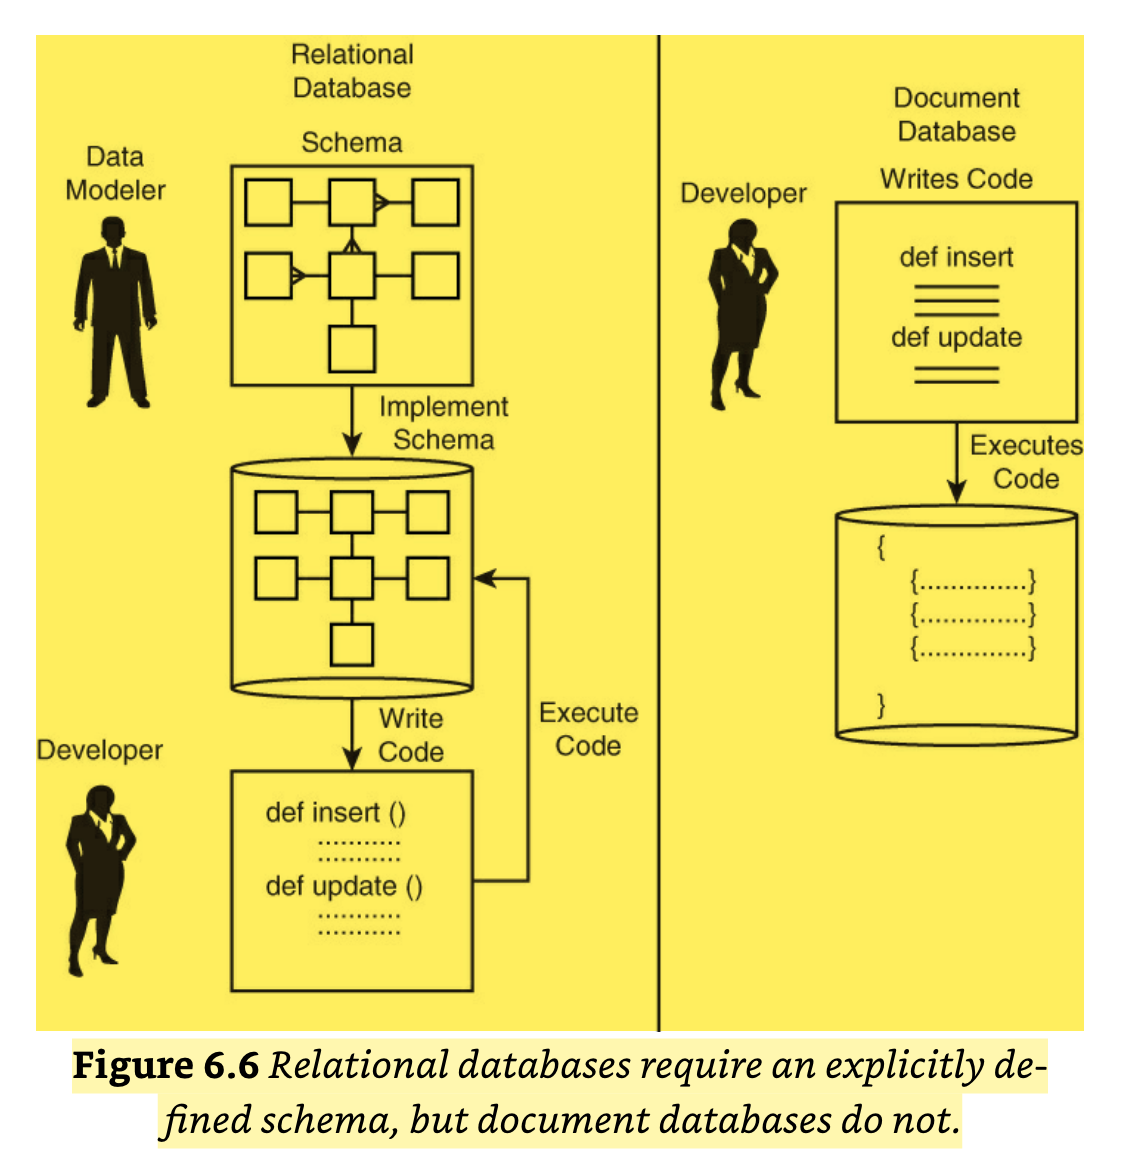 Relational
Database
Schema
Data
Modeler
Implement
Schema
Write
Code
Execute
Code
Developer
def insert ()
...........
...........
def update ()
...........
...........
Document
Database
Developer
Writes Code
def insert
def update
Executes
Code
{
{.............}
{.............}
{.............}
}
Figure 6.6 Relational databases require an explicitly de-
fined schema, but document databases do not.